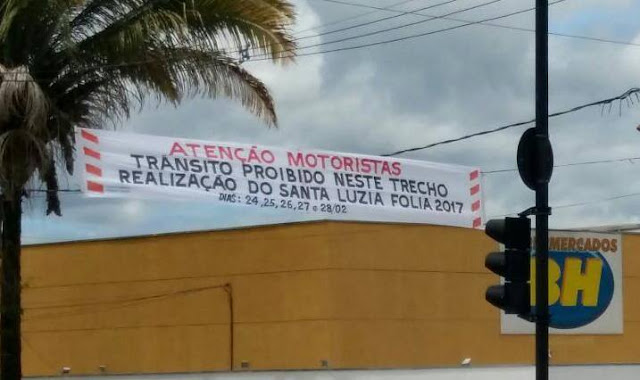 ATENÇÃO MOTORISTAS
TRÂNSITO PROIBIDO NESTE TRECHO
REALIZAÇÃO DO SANTA LUZIA FOLIA 2017
DIAS: 24,25,26,27 e 28/02
MERCADOS
BH